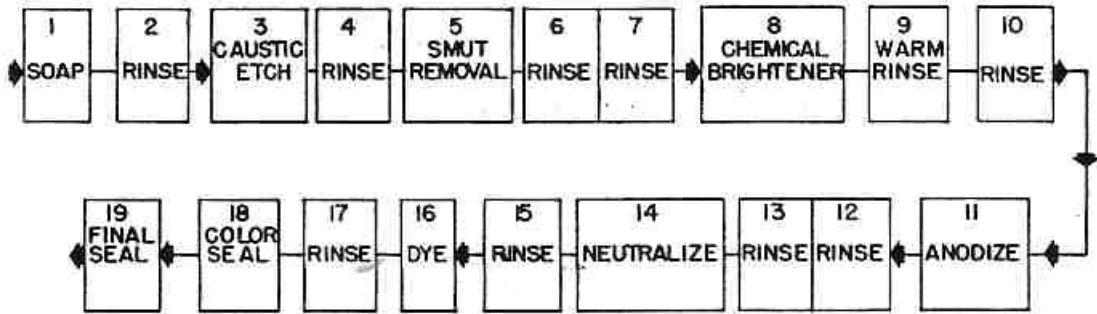 1
SOAP
2
RINSE
3
CAUSTIC
ETCH
4
RINSE
5
SMUT
REMOVAL
6
RINSE
7
RINSE
8
CHEMICAL
BRIGHTENER
9
WARM
RINSE
10
RINSE
11
ANODIZE
12
RINSE
13
RINSE
14
NEUTRALIZE
15
RINSE
16
DYE
17
RINSE
18
COLOR
SEAL
19
FINAL
SEAL